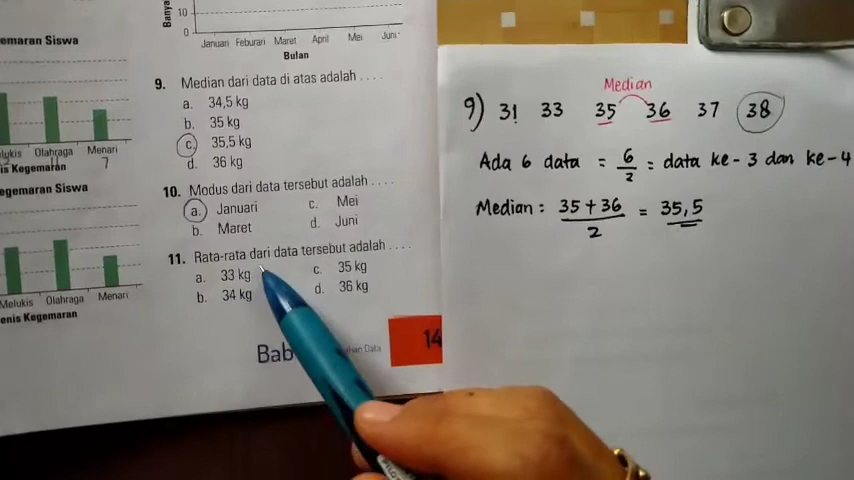 emaran Siswa
Olahraga
Menari
7
is Kegemaran
egemaran Siswa
Melukis
Olahraga
Menari
enis Kegemaran
Banya
10
0
Januari Feburari Maret April Mei Juni
Bulan
9. Median dari data di atas adalah . . . .
a. 34,5 kg
b. 35 kg
c. 35,5 kg
d. 36 kg
10. Modus dari data tersebut adalah . . . .
a. Januari c. Mei
b. Maret d. Juni
11. Rata-rata dari data tersebut adalah . . . .
a. 33 kg c. 35 kg
b. 34 kg d. 36 kg
Bab
Data
14
Median
9) 31 33 35 36 37 38
Ada 6 data = 6/2 = data ke-3 dan ke-4
Median : 35+36/2 = 35,5